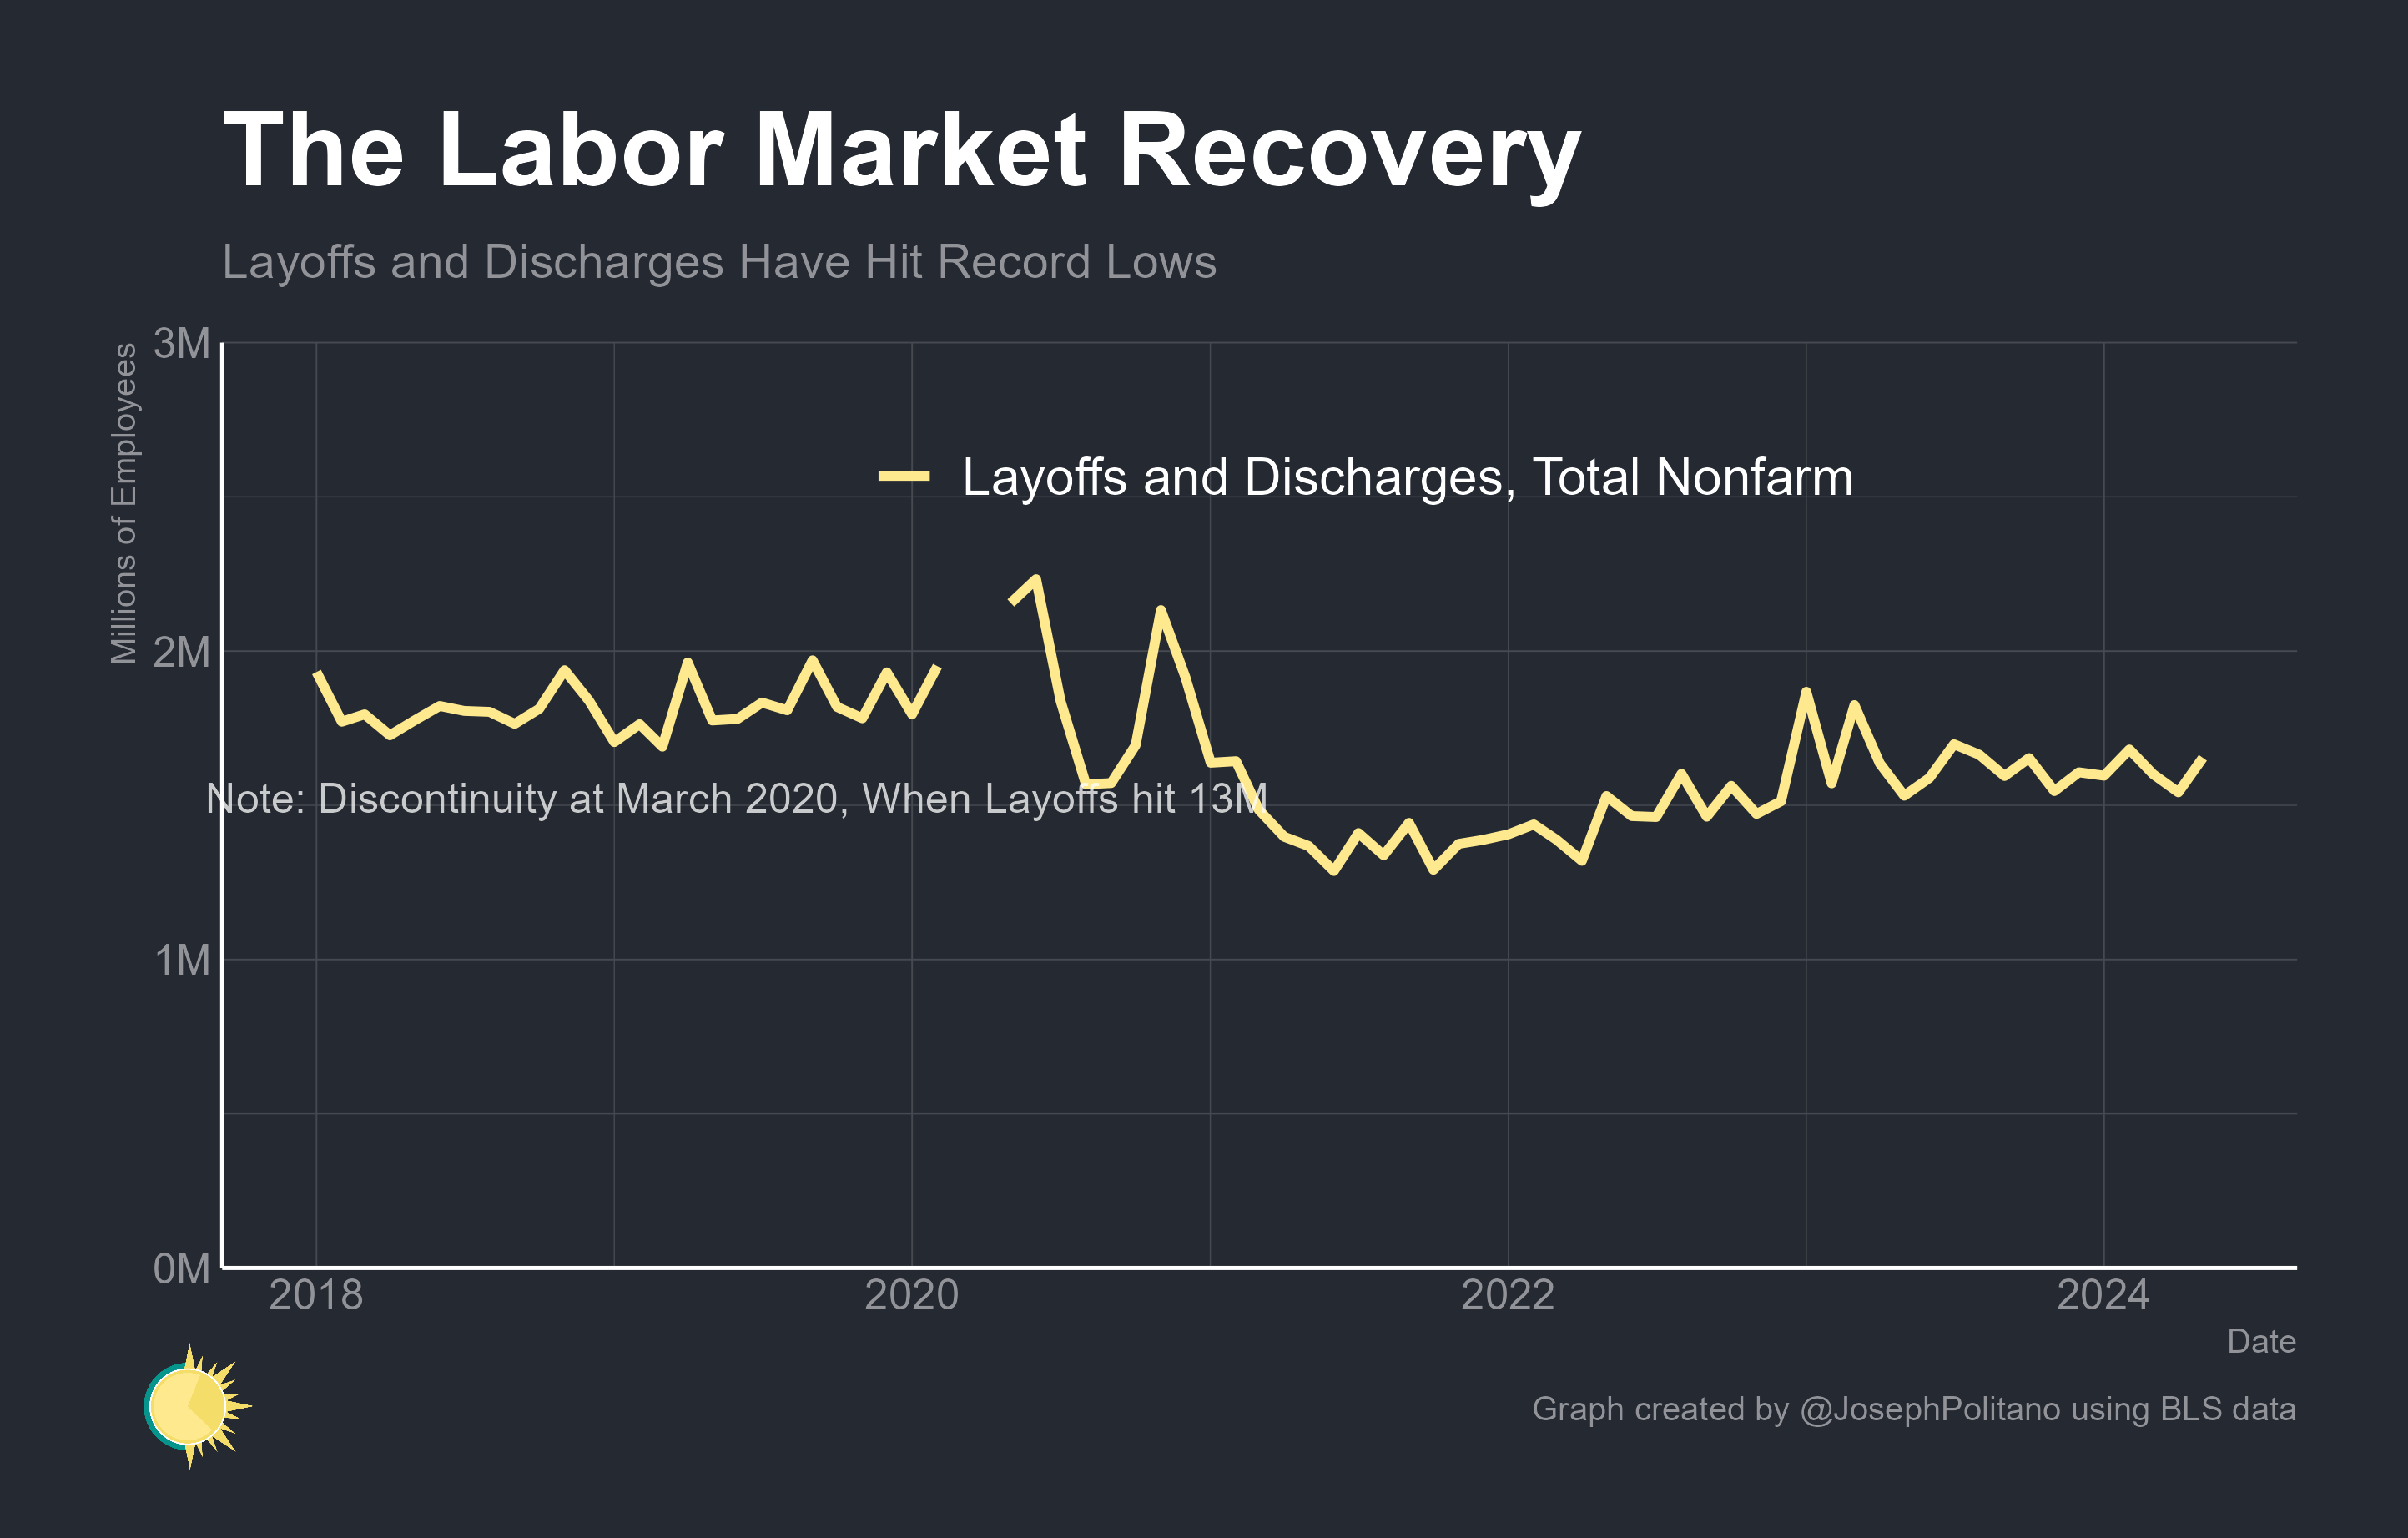 The Labor Market Recovery
Layoffs and Discharges Have Hit Record Lows
Millions of Employees
3M
2M
1M
0M
Layoffs and Discharges, Total Nonfarm
Note: Discontinuity at March 2020, When Layoffs hit 13M
2018
2020
2022
2024
Date
Graph created by @JosephPolitano using BLS data